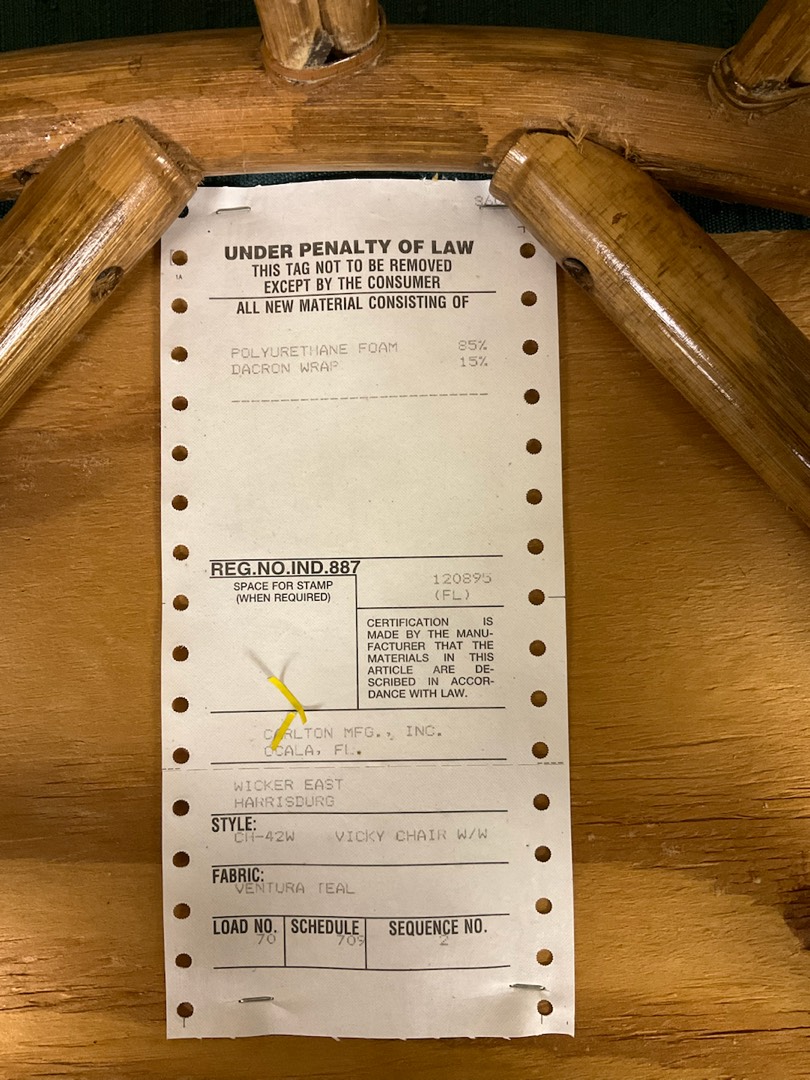 UNDER PENALTY OF LAW
THIS TAG NOT TO BE REMOVED
EXCEPT BY THE CONSUMER
ALL NEW MATERIAL CONSISTING OF
POLYURETHANE FOAM 85%
DACRON WRAP 15%
REG.NO.IND.887
SPACE FOR STAMP
(WHEN REQUIRED)
120895
(FL)
CERTIFICATION IS
MADE BY THE MANU-
FACTURER THAT THE
MATERIALS IN THIS
ARTICLE ARE DE-
SCRIBED IN ACCOR-
DANCE WITH LAW.
CARLTON MFG., INC.
OCALA, FL.
WICKER EAST
HARRISBURG
STYLE:
CH-42W VICKY CHAIR W/W
FABRIC:
VENTURA TEAL
LOAD NO. SCHEDULE SEQUENCE NO.
70 709 2